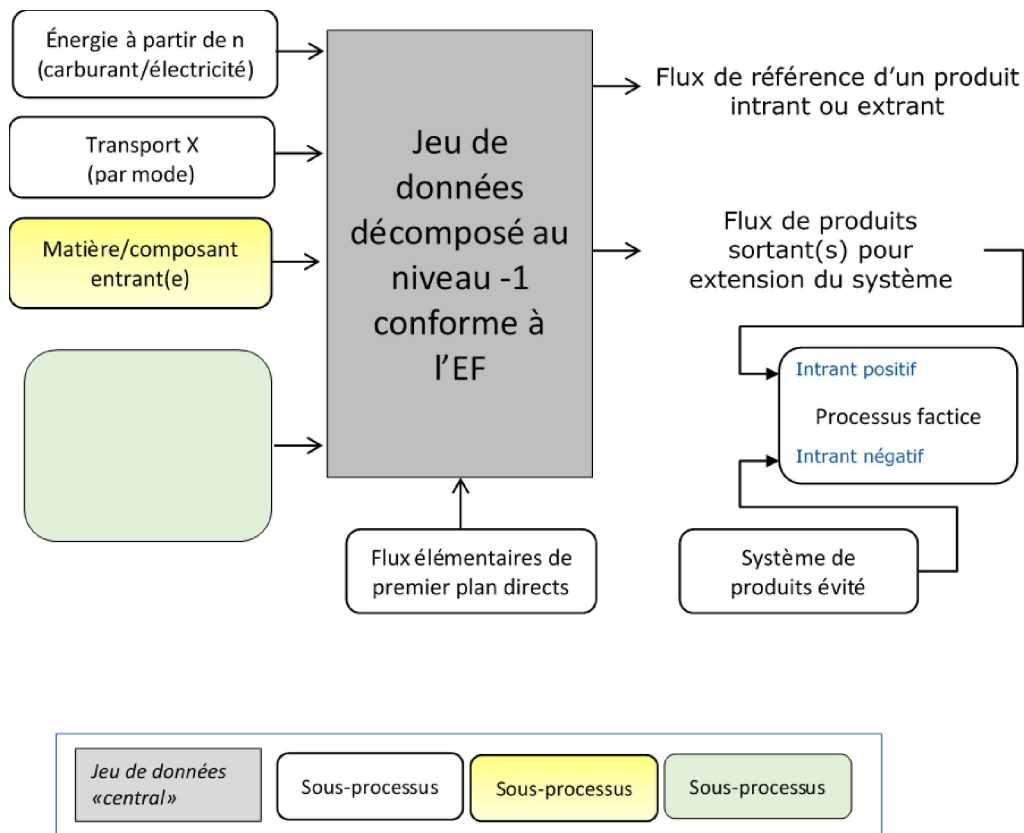 Énergie à partir de n
(carburant/électricité)
Transport X
(par mode)
Matière/composant
entrant(e)
Jeu de
données
décomposé au
niveau -1
conforme à
l'EF
Flux élémentaires de
premier plan directs
Flux de référence d'un produit
intrant ou extrant
Flux de produits
sortant(s) pour
extension du système
Intrant positif
Processus factice
Intrant négatif
Système de
produits évité
Jeu de données
«central»
Sous-processus
Sous-processus
Sous-processus